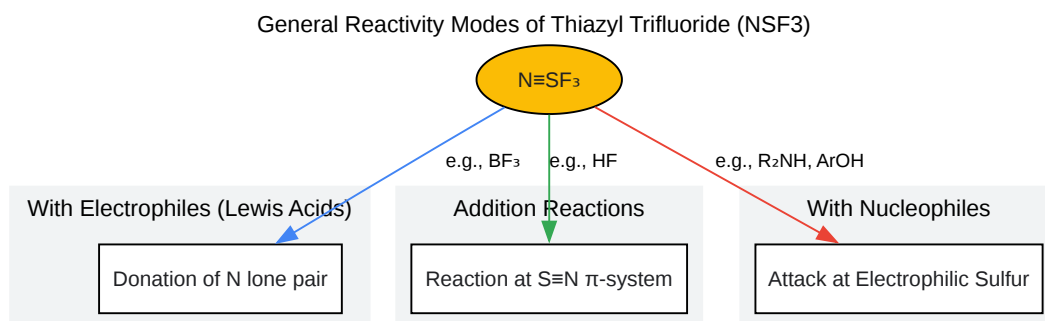 General Reactivity Modes of Thiazyl Trifluoride (NSF3)
N≡SF₃
e.g., BF₃
e.g., HF
e.g., R₂NH, ArOH
With Electrophiles (Lewis Acids)
Addition Reactions
With Nucleophiles
Donation of N lone pair
Reaction at S≡N π-system
Attack at Electrophilic Sulfur